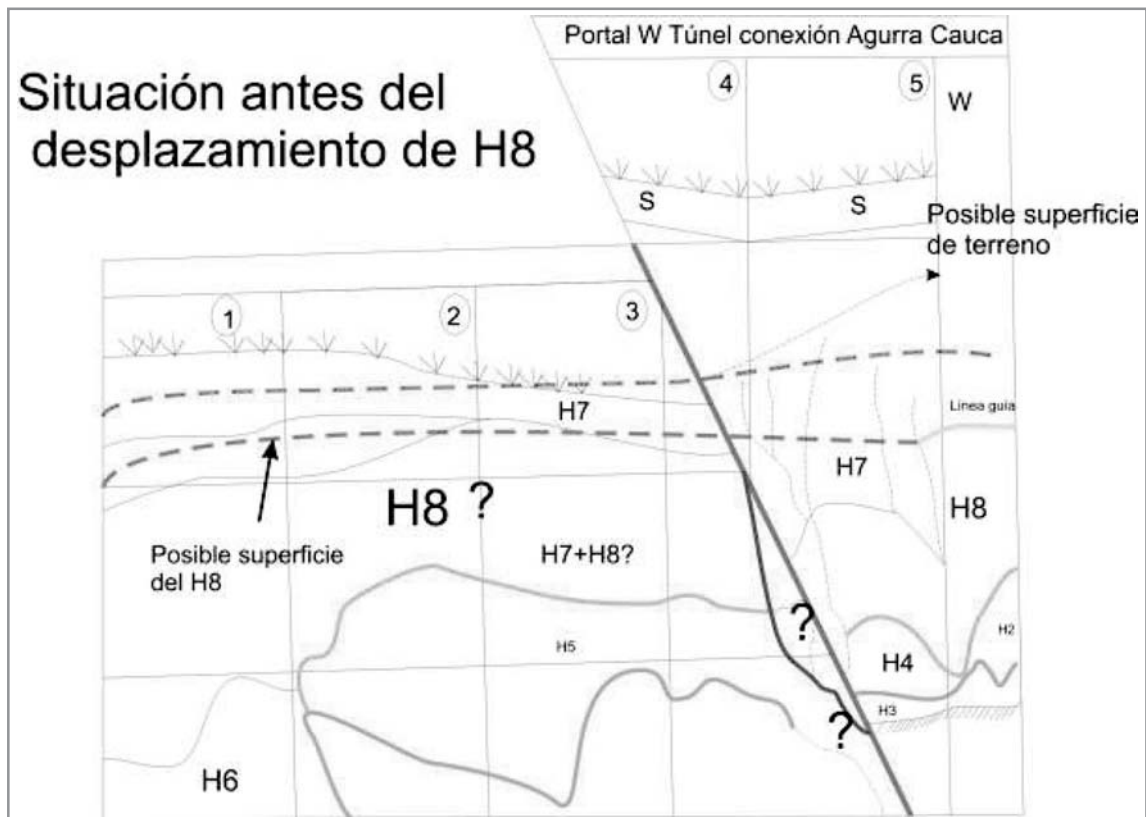 Portal W Túnel conexión Agurra Cauca
Situación antes del
desplazamiento de H8
4
5
W
S
S
Posible superficie
de terreno
1
2
3
H7
Linea guia
H7
H8 ?
H8
Posible superficie
del H8
H7+H8?
?
H5
H4
H2
H3
?
H6